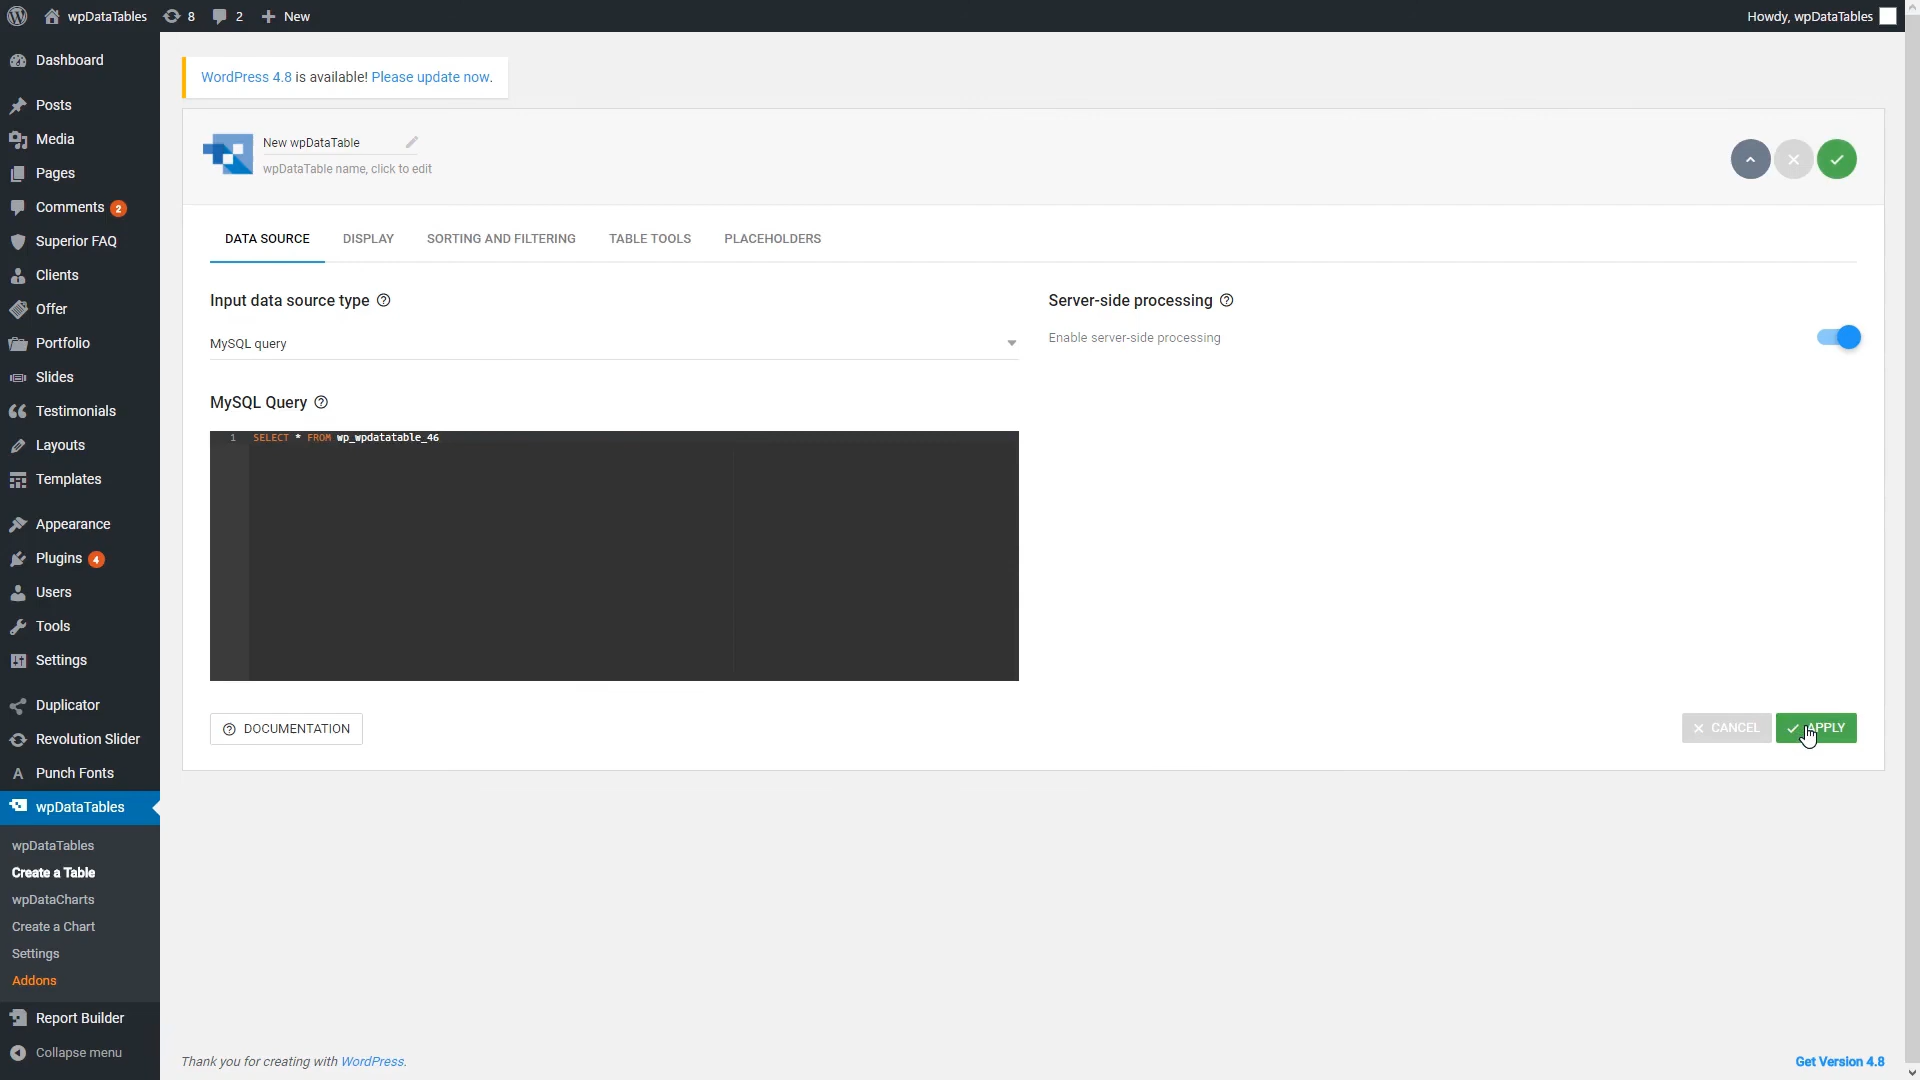 wpDataTables 8 2 New Howdy, wpDataTables
Dashboard
Posts
Media
Pages
Comments 2
Superior FAQ
Clients
Offer
Portfolio
Slides
Testimonials
Layouts
Templates
Appearance
Plugins 4
Users
Tools
Settings
Duplicator
Revolution Slider
Punch Fonts
wpDataTables
wpDataTables
Create a Table
wpDataCharts
Create a Chart
Settings
Addons
Report Builder
Collapse menu
WordPress 4.8 is available! Please update now.
New wpDataTable
wpDataTable name, click to edit
DATA SOURCE DISPLAY SORTING AND FILTERING TABLE TOOLS PLACEHOLDERS
Input data source type
MySQL query
Server-side processing
Enable server-side processing
MySQL Query
1 SELECT * FROM wp_wpdatatable_46
DOCUMENTATION
CANCEL APPLY
Thank you for creating with WordPress.
Get Version 4.8